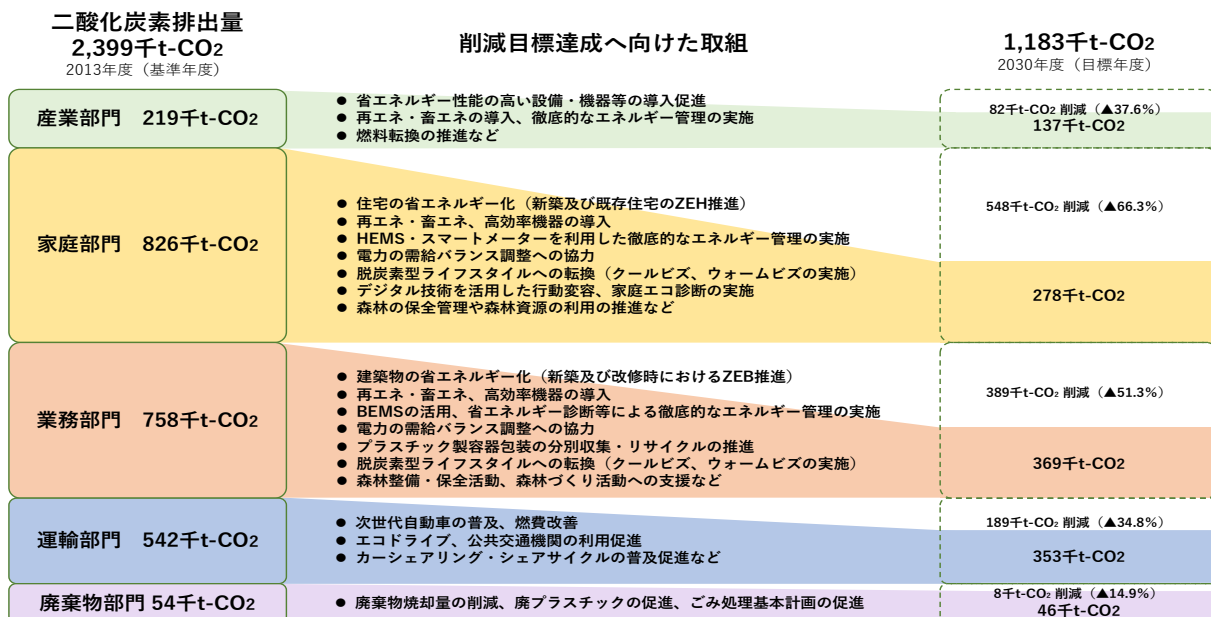 二酸化炭素排出量
2,399千t-CO2
2013年度（基準年度）
削減目標達成へ向けた取組
1,183千t-CO2
2030年度（目標年度）
産業部門 219千t-CO2
● 省エネルギー性能の高い設備・機器等の導入促進
● 再エネ・畜エネの導入、徹底的なエネルギー管理の実施
● 燃料転換の推進など
82千t-CO2 削減（▲37.6%）
137千t-CO2
家庭部門 826千t-CO2
● 住宅の省エネルギー化（新築及び既存住宅のZEH推進）
● 再エネ・畜エネ、高効率機器の導入
● HEMS・スマートメーターを利用した徹底的なエネルギー管理の実施
● 電力の需給バランス調整への協力
● 脱炭素型ライフスタイルへの転換（クールビズ、ウォームビズの実施）
● デジタル技術を活用した行動変容、家庭エコ診断の実施
● 森林の保全管理や森林資源の利用の推進など
548千t-CO2 削減（▲66.3%）
278千t-CO2
業務部門 758千t-CO2
● 建築物の省エネルギー化（新築及び改修時におけるZEB推進）
● 再エネ・畜エネ、高効率機器の導入
● BEMSの活用、省エネルギー診断等による徹底的なエネルギー管理の実施
● 電力の需給バランス調整への協力
● プラスチック製容器包装の分別収集・リサイクルの推進
● 脱炭素型ライフスタイルへの転換（クールビズ、ウォームビズの実施）
● 森林整備・保全活動、森林づくり活動への支援など
389千t-CO2 削減（▲51.3%）
369千t-CO2
運輸部門 542千t-CO2
● 次世代自動車の普及、燃費改善
● エコドライブ、公共交通機関の利用促進
● カーシェアリング・シェアサイクルの普及促進など
189千t-CO2 削減（▲34.8%）
353千t-CO2
廃棄物部門 54千t-CO2
● 廃棄物焼却量の削減、廃プラスチックの促進、ごみ処理基本計画の促進
8千t-CO2 削減（▲14.9%）
46千t-CO2